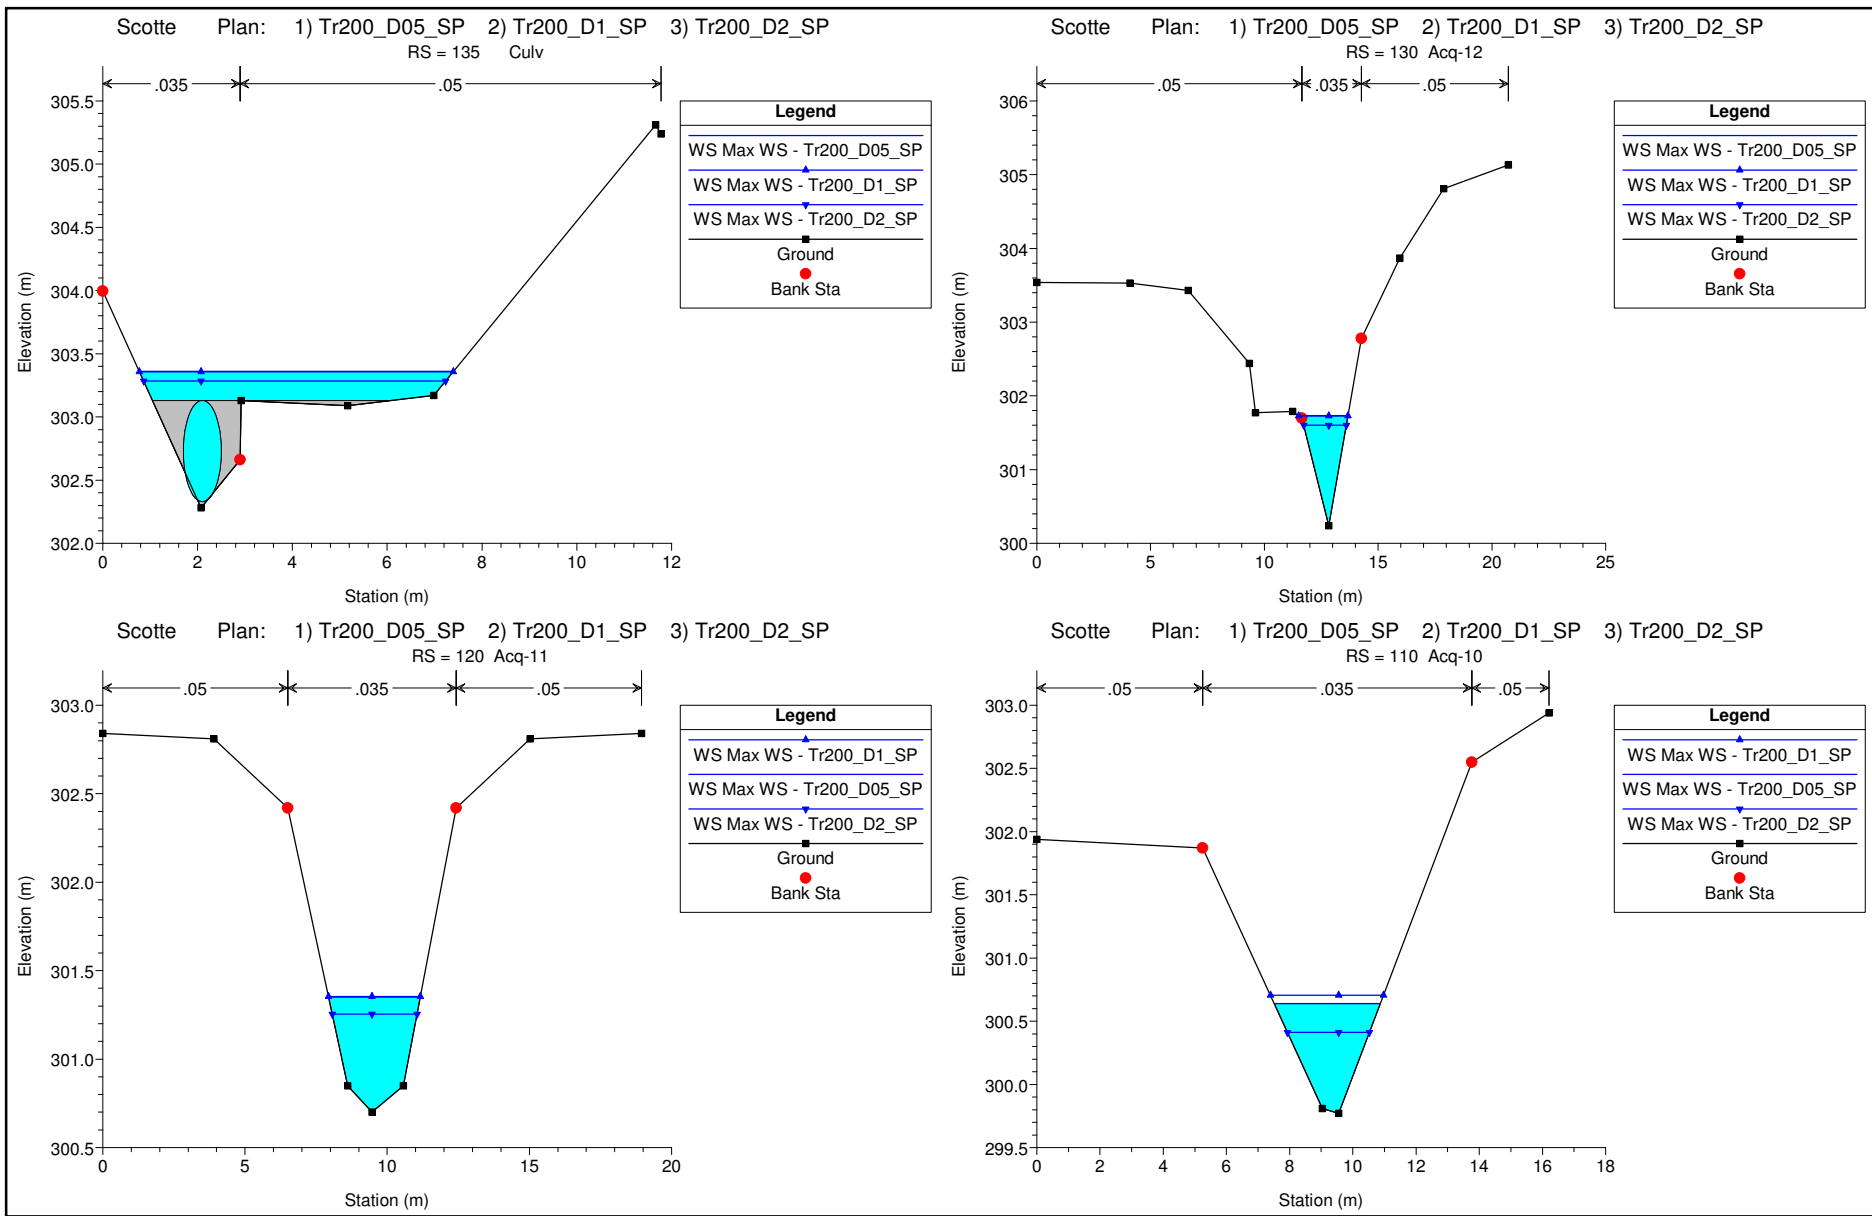 Scotte Plan: 1) Tr200_D05_SP 2) Tr200_D1_SP 3) Tr200_D2_SP
RS = 135 Culv
.035 .05
305.5
305.0
304.5
304.0
303.5
303.0
302.5
302.0
Elevation (m)
0 2 4 6 8 10 12
Station (m)
Legend
WS Max WS - Tr200_D05_SP
WS Max WS - Tr200_D1_SP
WS Max WS - Tr200_D2_SP
Ground
Bank Sta
Scotte Plan: 1) Tr200_D05_SP 2) Tr200_D1_SP 3) Tr200_D2_SP
RS = 130 Acq-12
.05 .035 .05
306
305
304
303
302
301
300
Elevation (m)
0 5 10 15 20 25
Station (m)
Legend
WS Max WS - Tr200_D05_SP
WS Max WS - Tr200_D1_SP
WS Max WS - Tr200_D2_SP
Ground
Bank Sta
Scotte Plan: 1) Tr200_D05_SP 2) Tr200_D1_SP 3) Tr200_D2_SP
RS = 120 Acq-11
.05 .035 .05
303.0
302.5
302.0
301.5
301.0
300.5
Elevation (m)
0 5 10 15 20
Station (m)
Legend
WS Max WS - Tr200_D1_SP
WS Max WS - Tr200_D05_SP
WS Max WS - Tr200_D2_SP
Ground
Bank Sta
Scotte Plan: 1) Tr200_D05_SP 2) Tr200_D1_SP 3) Tr200_D2_SP
RS = 110 Acq-10
.05 .035 .05
303.0
302.5
302.0
301.5
301.0
300.5
300.0
299.5
Elevation (m)
0 2 4 6 8 10 12 14 16 18
Station (m)
Legend
WS Max WS - Tr200_D1_SP
WS Max WS - Tr200_D05_SP
WS Max WS - Tr200_D2_SP
Ground
Bank Sta